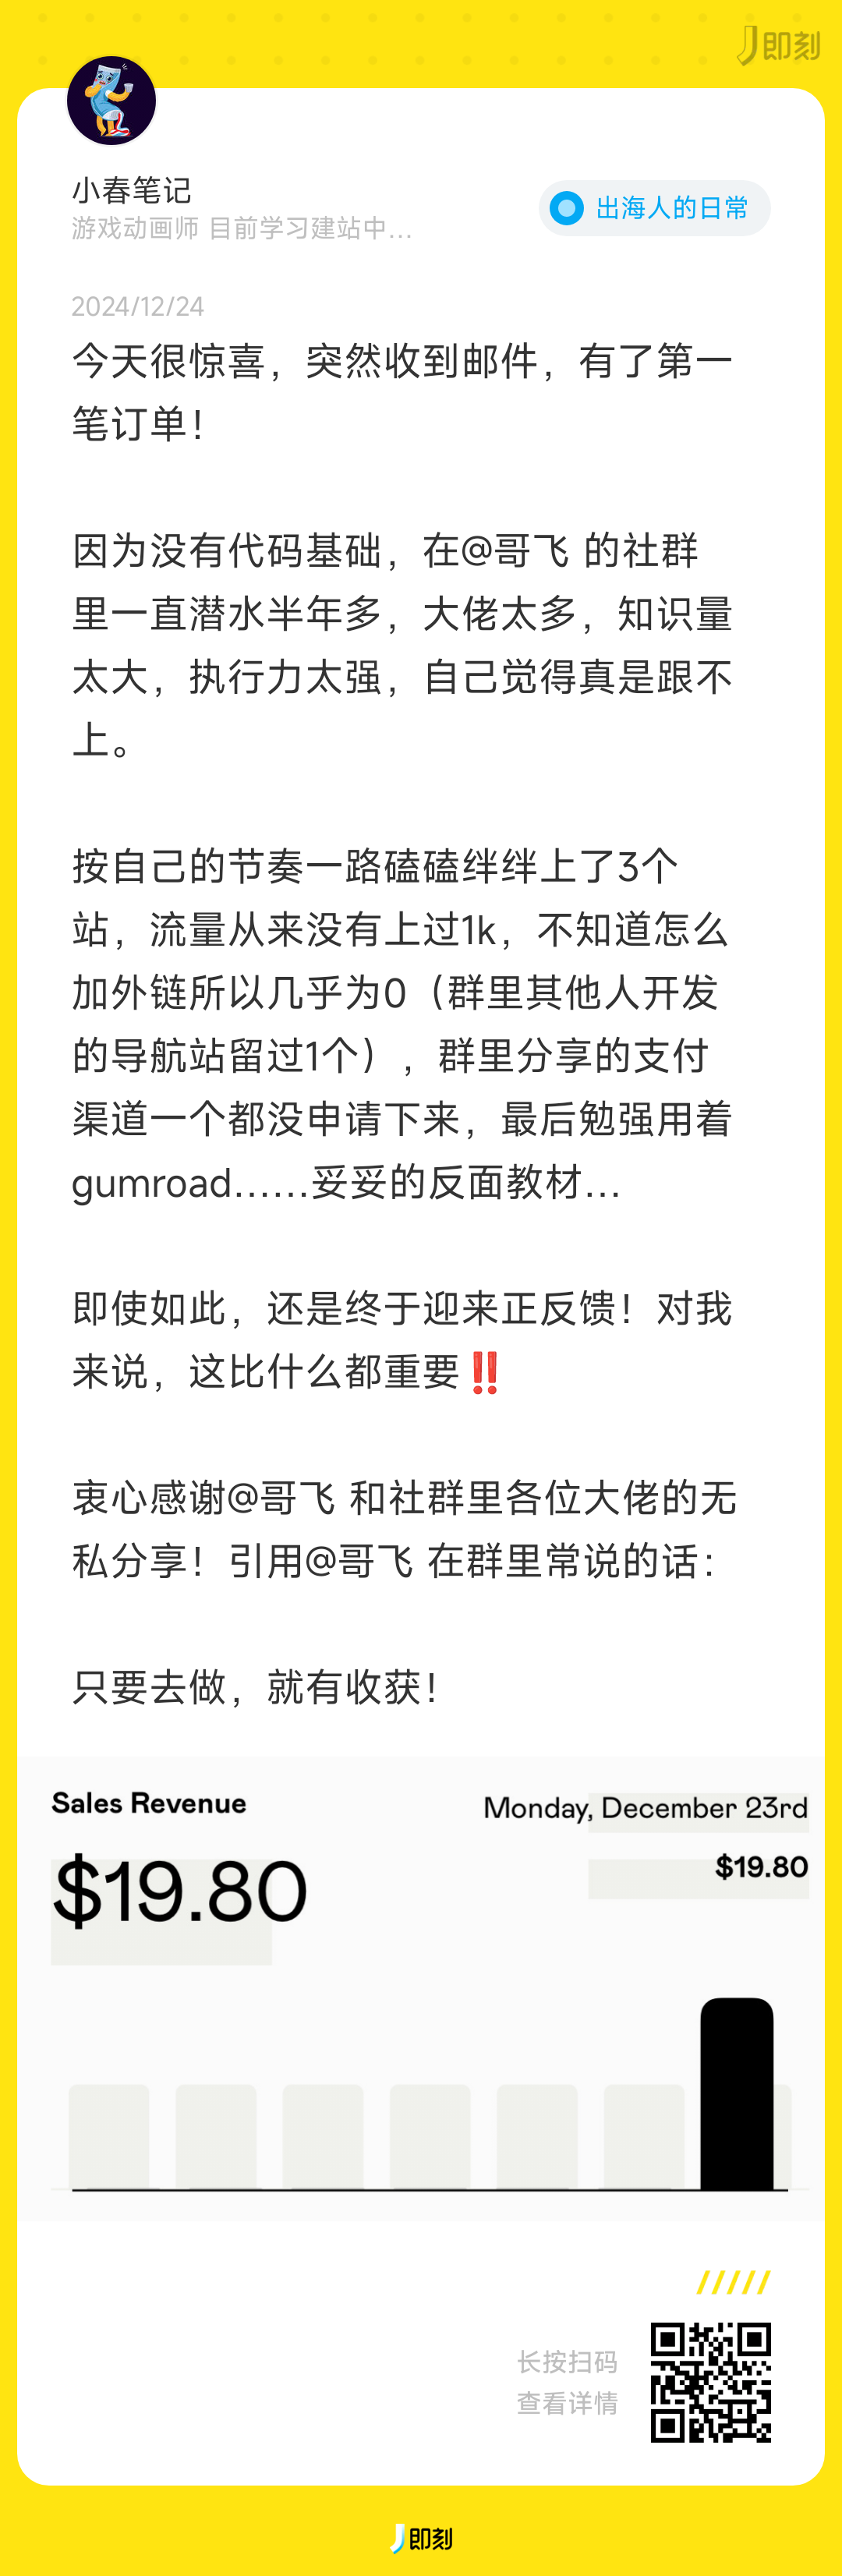 即刻
小春笔记
游戏动画师 目前学习建站中...
出海人的日常
2024/12/24
今天很惊喜，突然收到邮件，有了第一
笔订单！
因为没有代码基础，在@哥飞 的社群
里一直潜水半年多，大佬太多，知识量
太大，执行力太强，自己觉得真是跟不
上。
按自己的节奏一路磕磕绊绊上了3个
站，流量从来没有上过1k，不知道怎么
加外链所以几乎为0（群里其他人开发
的导航站留过1个），群里分享的支付
渠道一个都没申请下来，最后勉强用着
gumroad......妥妥的反面教材...
即使如此，还是终于迎来正反馈！对我
来说，这比什么都重要‼️
衷心感谢@哥飞 和社群里各位大佬的无
私分享！引用@哥飞 在群里常说的话：
只要去做，就有收获！
Sales Revenue
Monday, December 23rd
$19.80
$19.80
长按扫码
查看详情
即刻